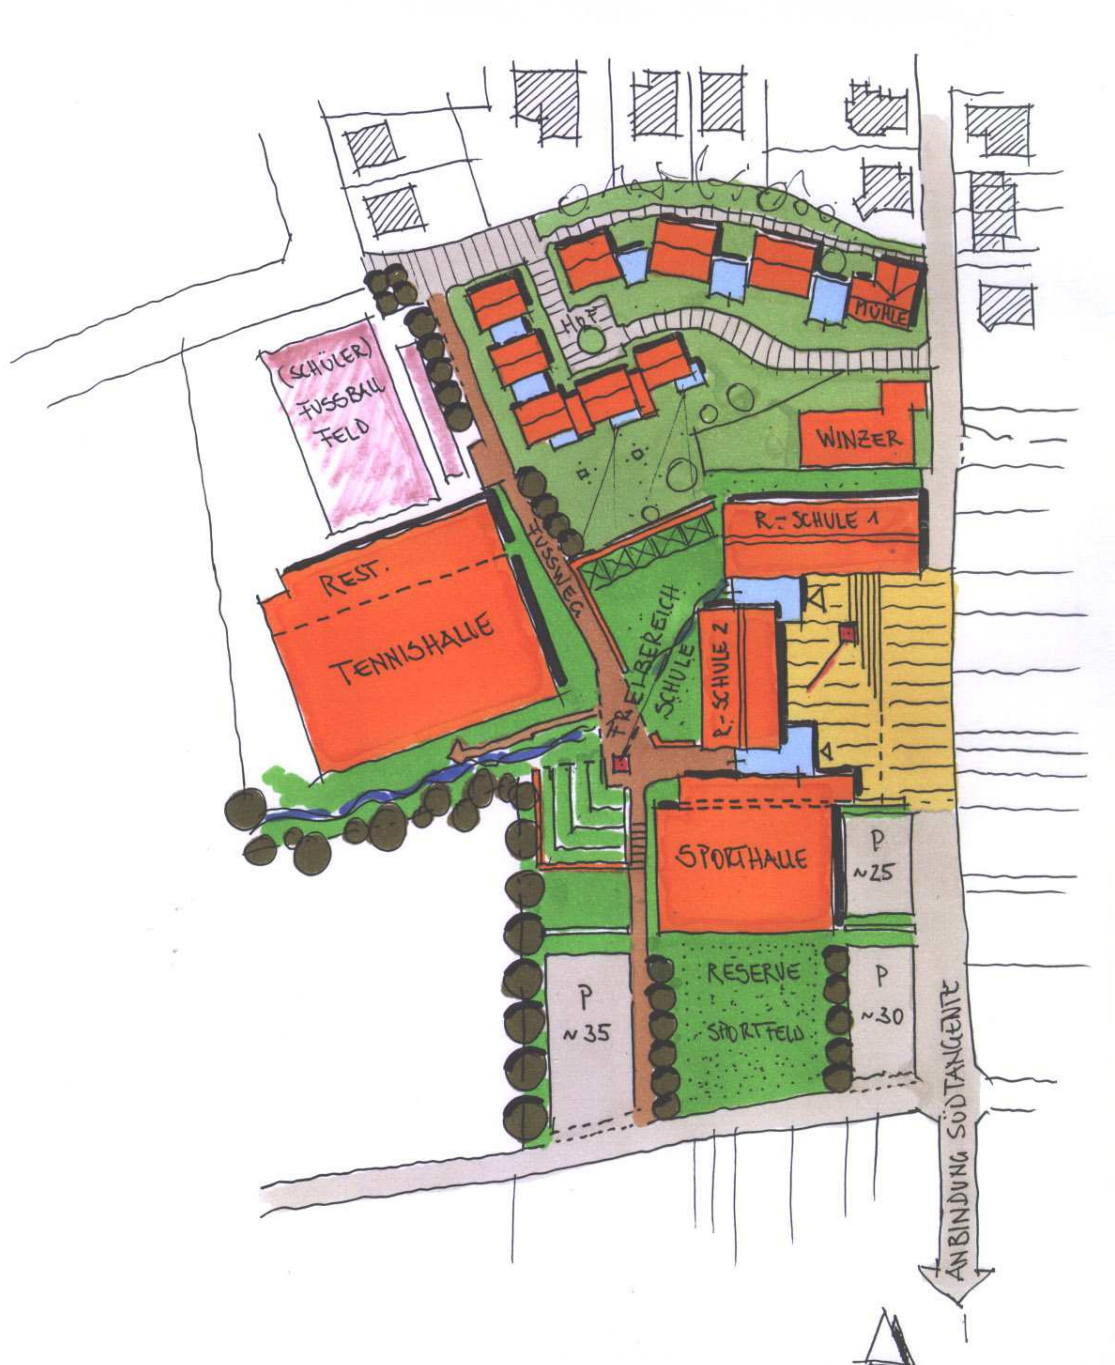 MÜHLE
HOF
(SCHÜLER)
FUSSBALL
FELD
WINZER
R-SCHULE 1
FUSSWEG
REST.
TENNISHALLE
FREIBEREICH
SCHULE
R-SCHULE 2
SPORTHALLE
P
~25
RESERVE
SPORTFELD
P
~30
P
~35
ANBINDUNG SÜDTANGENTE